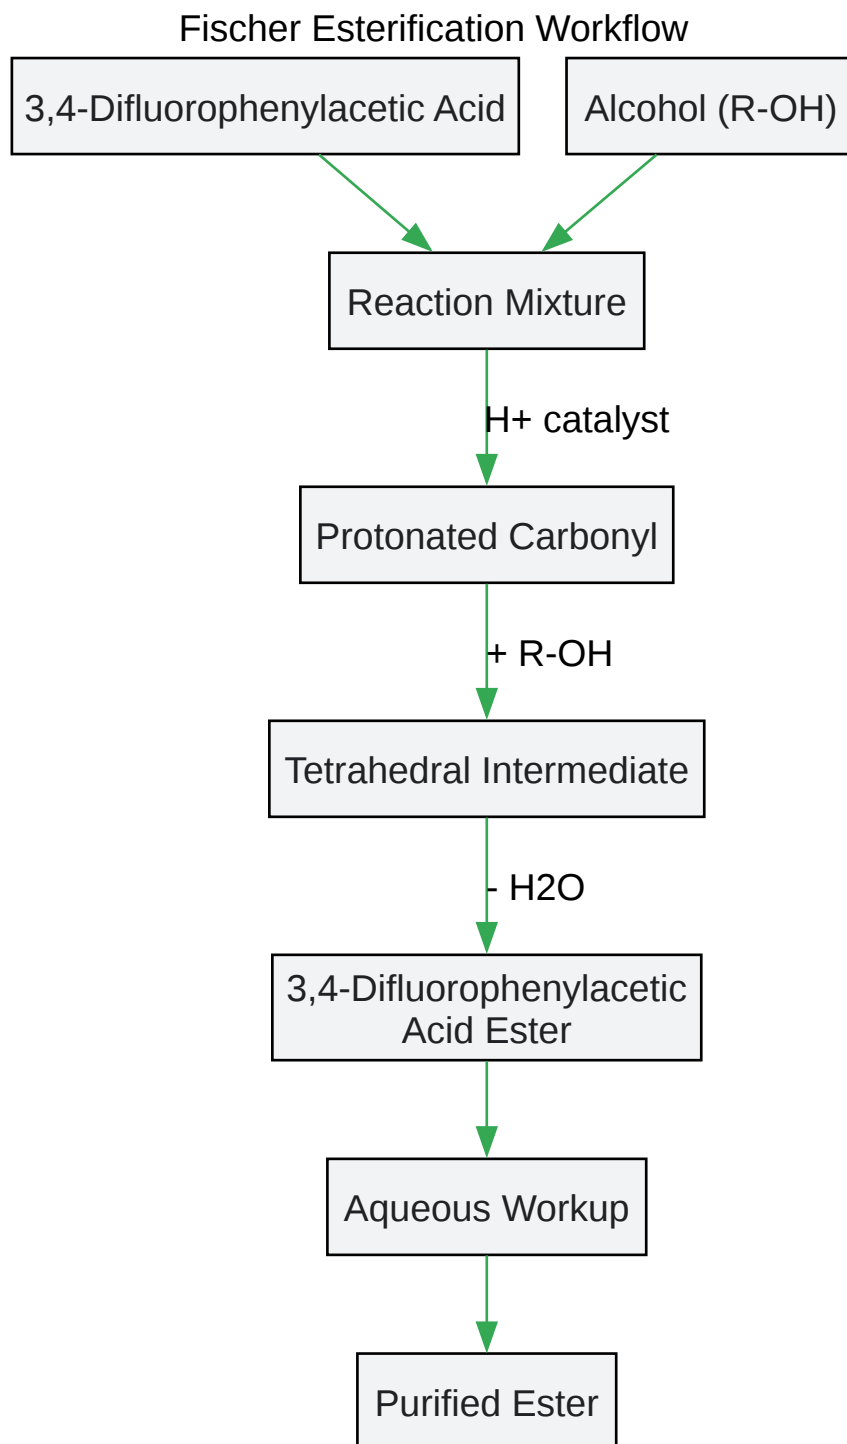 Fischer Esterification Workflow
3,4-Difluorophenylacetic Acid
Alcohol (R-OH)
Reaction Mixture
H+ catalyst
Protonated Carbonyl
+ R-OH
Tetrahedral Intermediate
- H2O
3,4-Difluorophenylacetic
Acid Ester
Aqueous Workup
Purified Ester